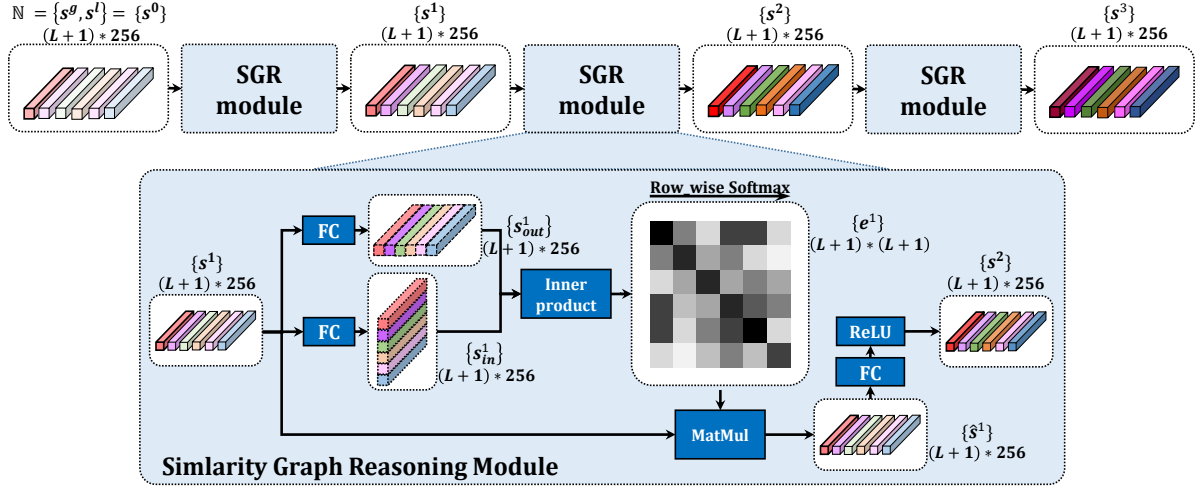 ℕ = {s^g, s^l} = {s^0}
(L + 1) * 256
SGR module
{s^1}
(L + 1) * 256
SGR module
{s^2}
(L + 1) * 256
SGR module
{s^3}
(L + 1) * 256
Row_wise Softmax
{s^1}
(L + 1) * 256
FC
{s^1_out}
(L + 1) * 256
FC
{s^1_in}
(L + 1) * 256
Inner
product
{e^1}
(L + 1) * (L + 1)
MatMul
{ŝ^1}
(L + 1) * 256
FC
ReLU
{s^2}
(L + 1) * 256
Simlarity Graph Reasoning Module